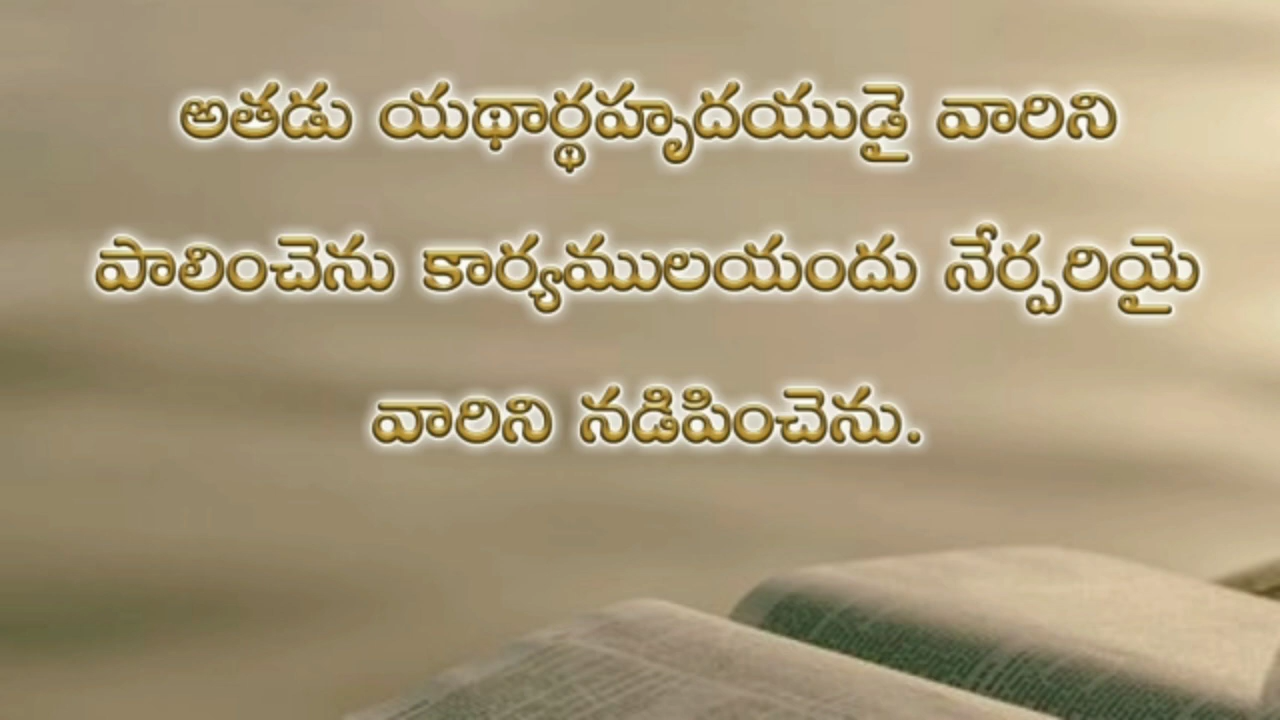 అతడు యథార్థహృదయుడై వారిని
పాలించెను కార్యములయందు నేర్పరియై
వారిని నడిపించెను.